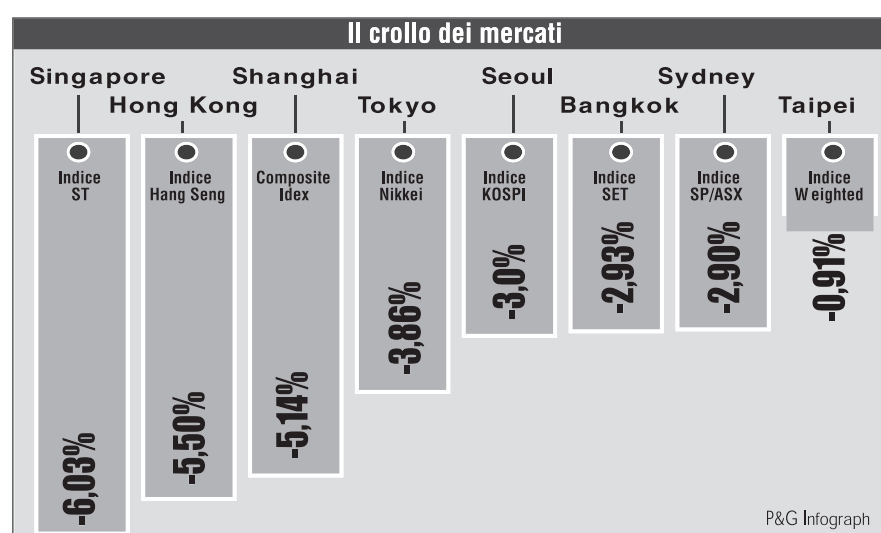 Il crollo dei mercati
Singapore
Shanghai
Seoul
Sydney
Hong Kong
Tokyo
Bangkok
Taipei
Indice
ST
-6,03%
Indice
Hang Seng
-5,50%
Composite
Idex
-5,14%
Indice
Nikkei
-3,86%
Indice
KOSPI
-3,0%
Indice
SET
-2,93%
Indice
SP/ASX
-2,90%
Indice
Weighted
-0,91%
P&G Infograph